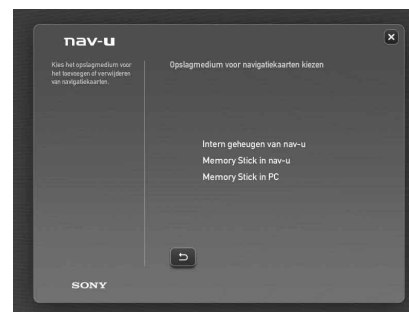 nav-u
Kies het opslagmedium voor
het toevoegen of verwijderen
van navigatiekaarten.
Opslagmedium voor navigatiekaarten kiezen
Intern geheugen van nav-u
Memory Stick in nav-u
Memory Stick in PC
SONY